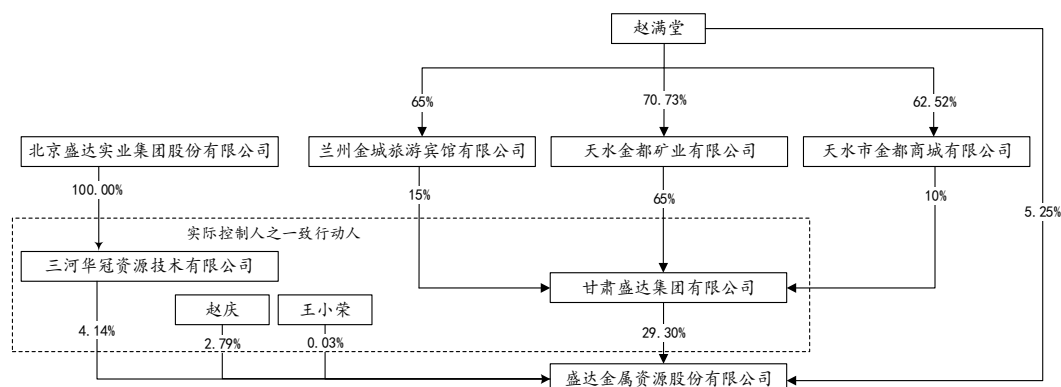 赵满堂
65%
70.73%
62.52%
北京盛达实业集团股份有限公司
兰州金城旅游宾馆有限公司
天水金都矿业有限公司
天水市金都商城有限公司
100.00%
15%
65%
10%
5.25%
实际控制人之一致行动人
三河华冠资源技术有限公司
甘肃盛达集团有限公司
赵庆
王小荣
4.14%
2.79%
0.03%
29.30%
盛达金属资源股份有限公司